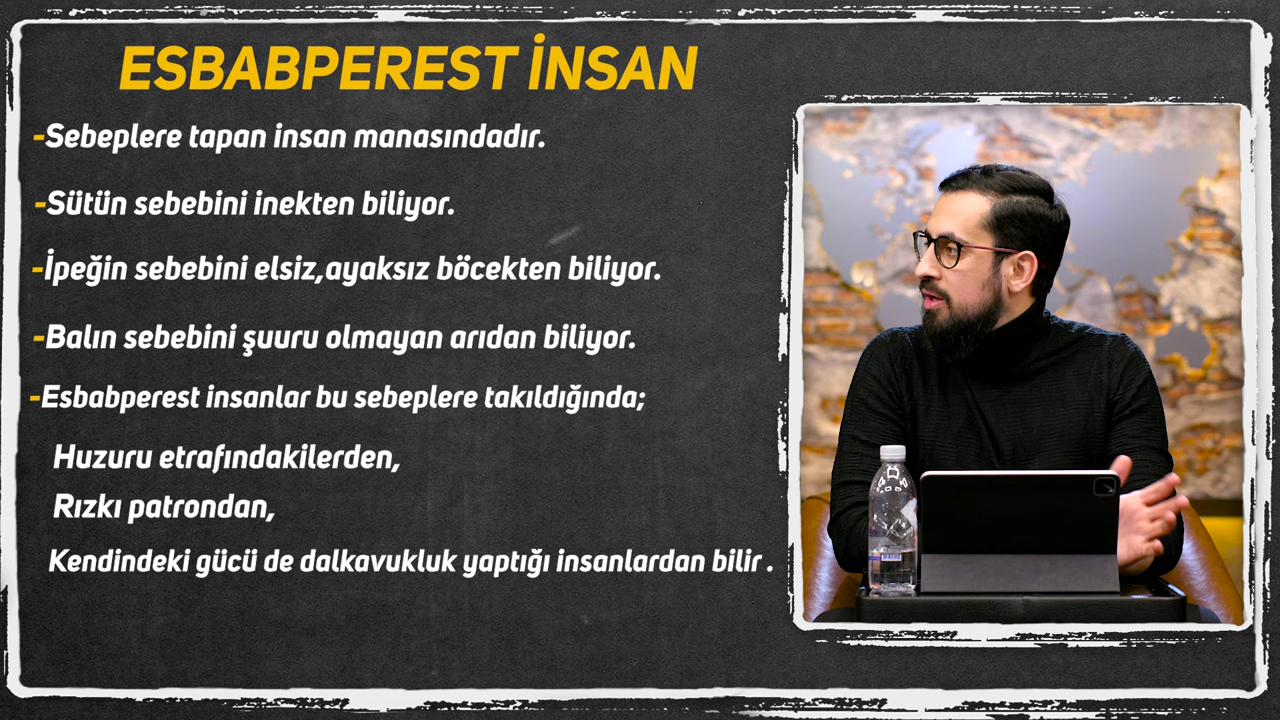 ESBABPEREST İNSAN
-Sebeplere tapan insan manasındadır.
-Sütün sebebini inekten biliyor.
-İpeğin sebebini elsiz,ayaksız böcekten biliyor.
-Balın sebebini şuuru olmayan arıdan biliyor.
-Esbabperest insanlar bu sebeplere takıldığında;
Huzuru etrafındakilerden,
Rızkı patrondan,
Kendindeki gücü de dalkavukluk yaptığı insanlardan bilir .